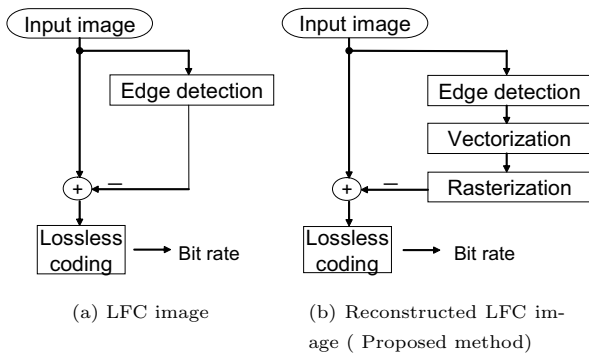 Input image
Edge detection
+
−
Lossless
coding
Bit rate
(a) LFC image
Input image
Edge detection
Vectorization
Rasterization
+
−
Lossless
coding
Bit rate
(b) Reconstructed LFC im-
age ( Proposed method)